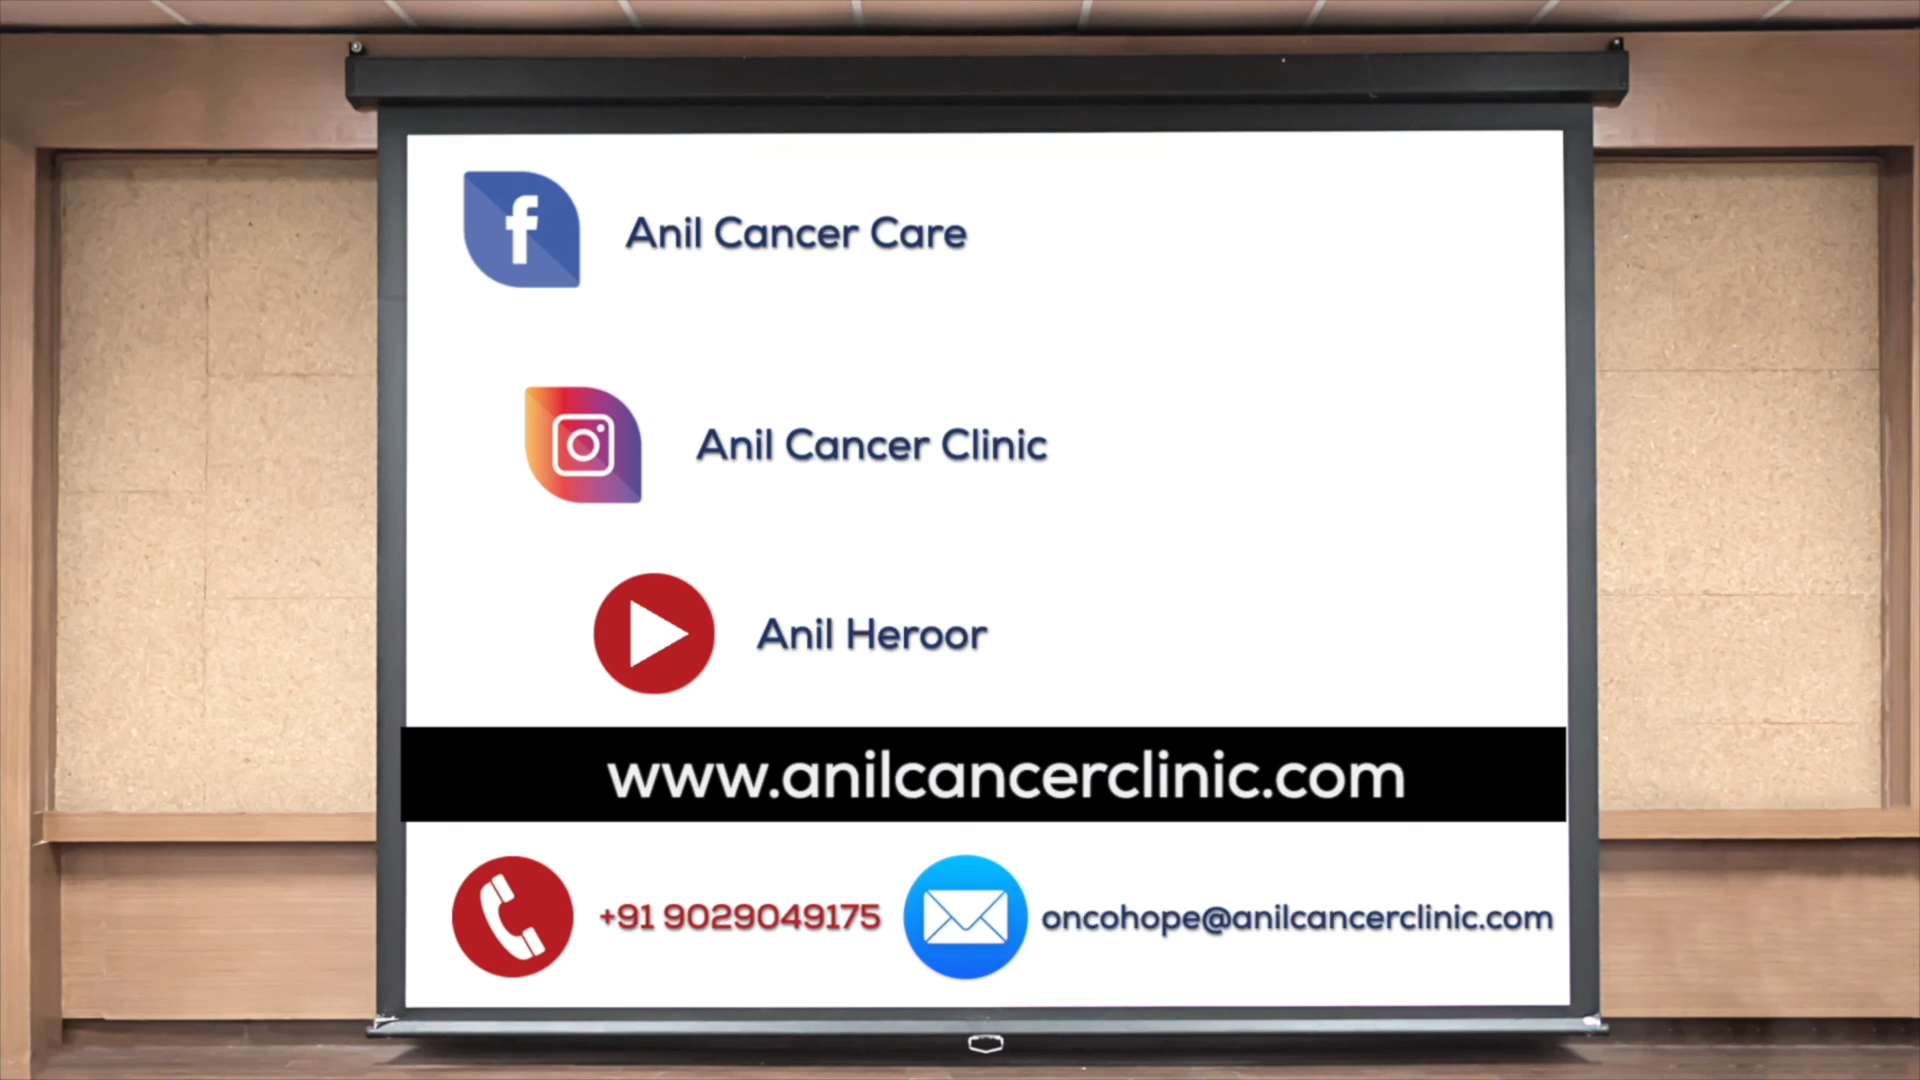 Anil Cancer Care
Anil Cancer Clinic
Anil Heroor
www.anilcancerclinic.com
+91 9029049175
oncohope@anilcancerclinic.com